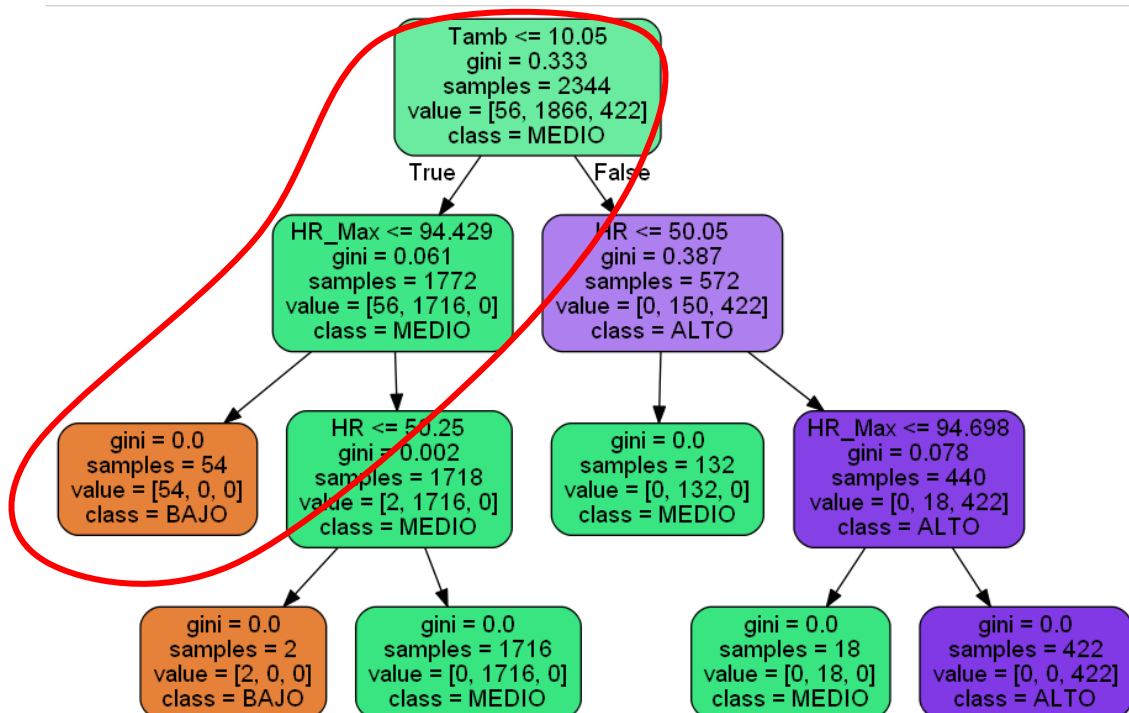 Tamb <= 10.05
gini = 0.333
samples = 2344
value = [56, 1866, 422]
class = MEDIO
True
False
HR_Max <= 94.429
gini = 0.061
samples = 1772
value = [56, 1716, 0]
class = MEDIO
HR <= 50.05
gini = 0.387
samples = 572
value = [0, 150, 422]
class = ALTO
gini = 0.0
samples = 54
value = [54, 0, 0]
class = BAJO
HR <= 50.25
gini = 0.002
samples = 1718
value = [2, 1716, 0]
class = MEDIO
gini = 0.0
samples = 132
value = [0, 132, 0]
class = MEDIO
HR_Max <= 94.698
gini = 0.078
samples = 440
value = [0, 18, 422]
class = ALTO
gini = 0.0
samples = 2
value = [2, 0, 0]
class = BAJO
gini = 0.0
samples = 1716
value = [0, 1716, 0]
class = MEDIO
gini = 0.0
samples = 18
value = [0, 18, 0]
class = MEDIO
gini = 0.0
samples = 422
value = [0, 0, 422]
class = ALTO